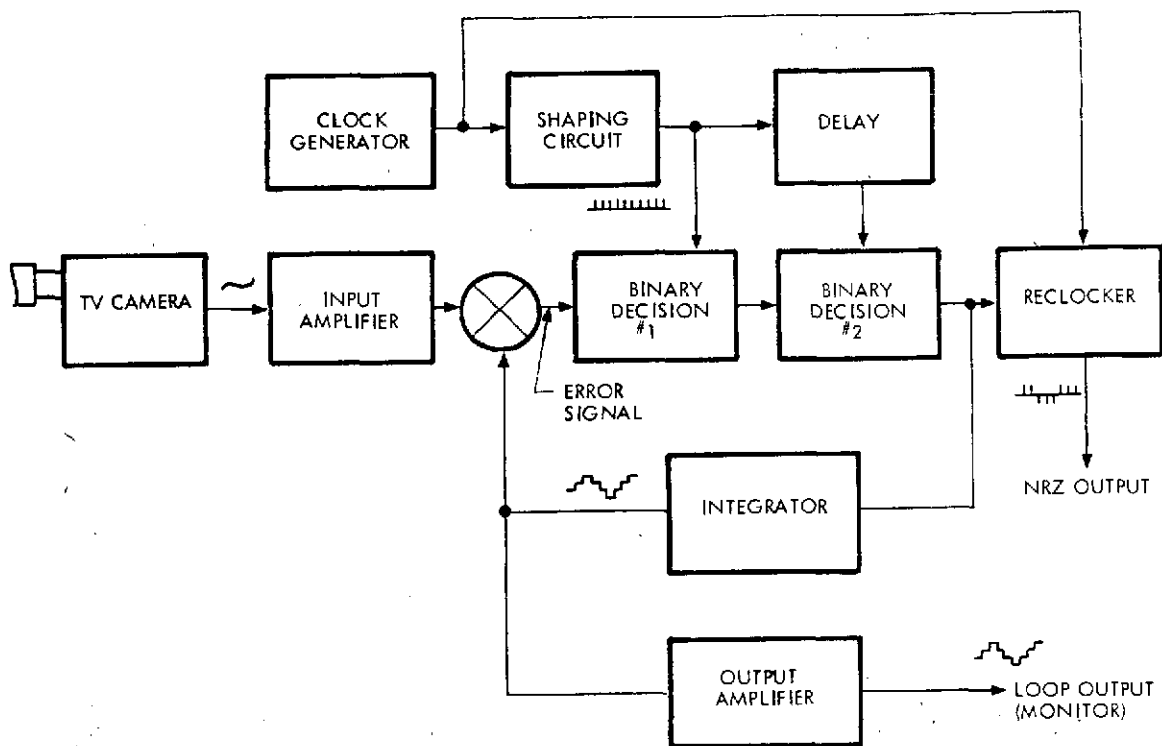 CLOCK
GENERATOR
SHAPING
CIRCUIT
DELAY
TV CAMERA
INPUT
AMPLIFIER
BINARY
DECISION
#1
BINARY
DECISION
#2
RECLOCKER
ERROR
SIGNAL
INTEGRATOR
NRZ OUTPUT
OUTPUT
AMPLIFIER
LOOP OUTPUT
(MONITOR)